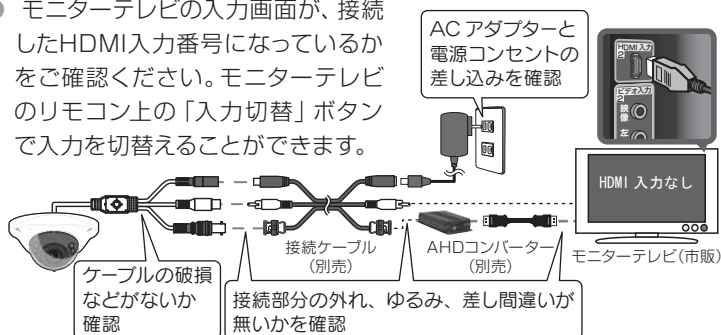 ● モニターテレビの入力画面が、接続
したHDMI入力番号になっているか
をご確認ください。モニターテレビ
のリモコン上の「入力切替」ボタン
で入力を切替えることができます。
AC アダプターと
電源コンセントの
差し込みを確認
HDMI 入力
2
ビデオ入力
2
映
像
左
HDMI 入力なし
接続ケーブル
(別売)
AHDコンバーター
(別売)
モニターテレビ(市販)
ケーブルの破損
などがないか
確認
接続部分の外れ、ゆるみ、差し間違いが
無いかを確認